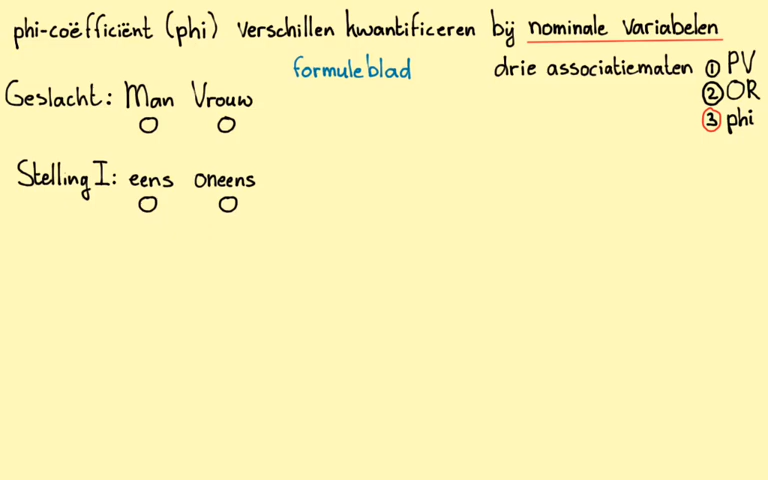 phi-coëfficiënt (phi) verschillen kwantificeren bij nominale variabelen
formuleblad
drie associatiematen ① PV
② OR
③ phi
Geslacht: Man Vrouw
Stelling I: eens oneens